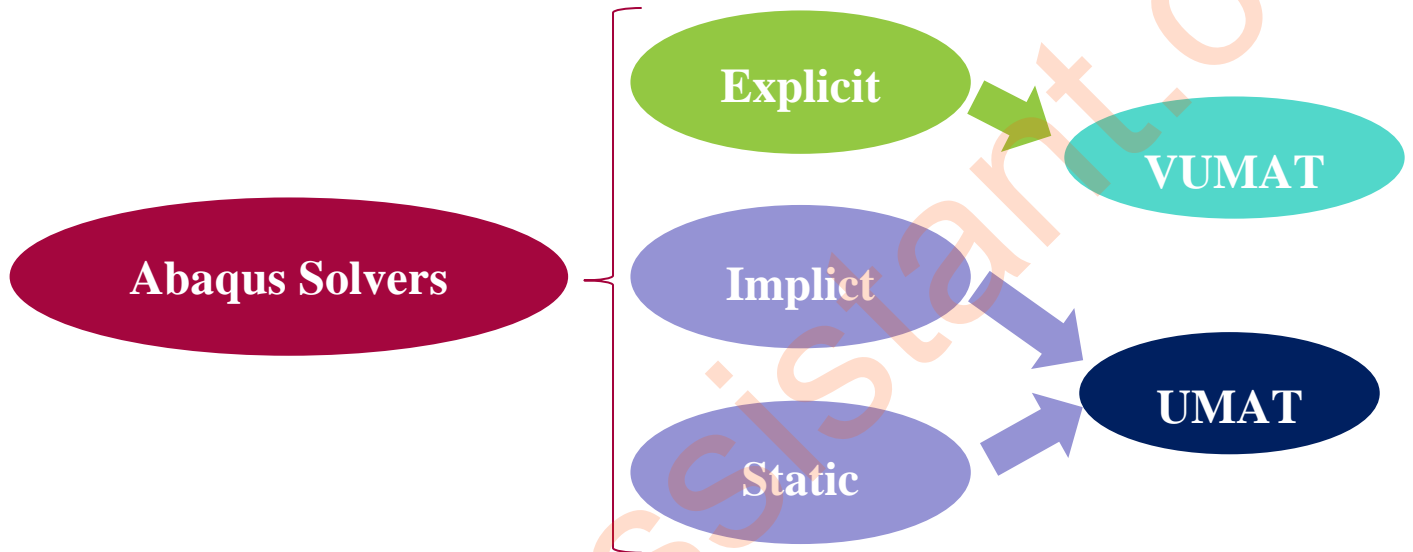 Explicit
VUMAT
Abaqus Solvers
Implict
UMAT
Static